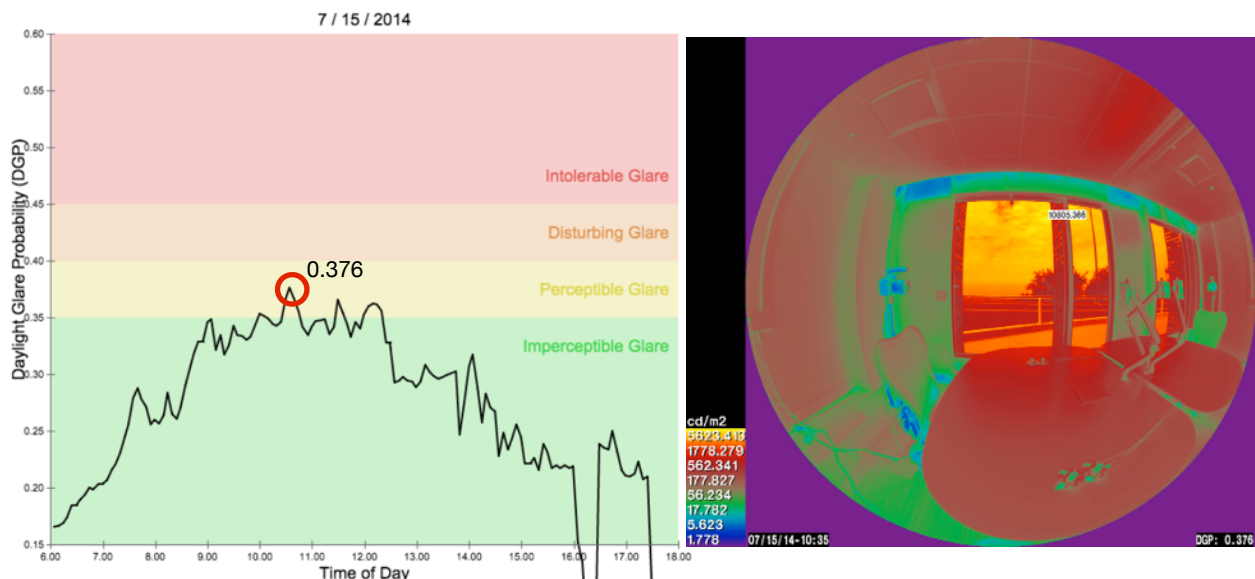 7 / 15 / 2014
Daylight Glare Probability (DGP)
0.60
0.55
0.50
0.45
0.40
0.35
0.30
0.25
0.20
0.15
Intolerable Glare
Disturbing Glare
0.376
Perceptible Glare
Imperceptible Glare
6.00 7.00 8.00 9.00 10.00 11.00 12.00 13.00 14.00 15.00 16.00 17.00 18.00
Time of Day
10805.366
cd/m2
5623.413
1778.279
562.341
177.827
56.234
17.782
5.623
1.778
07/15/14-10:35
DGP: 0.376